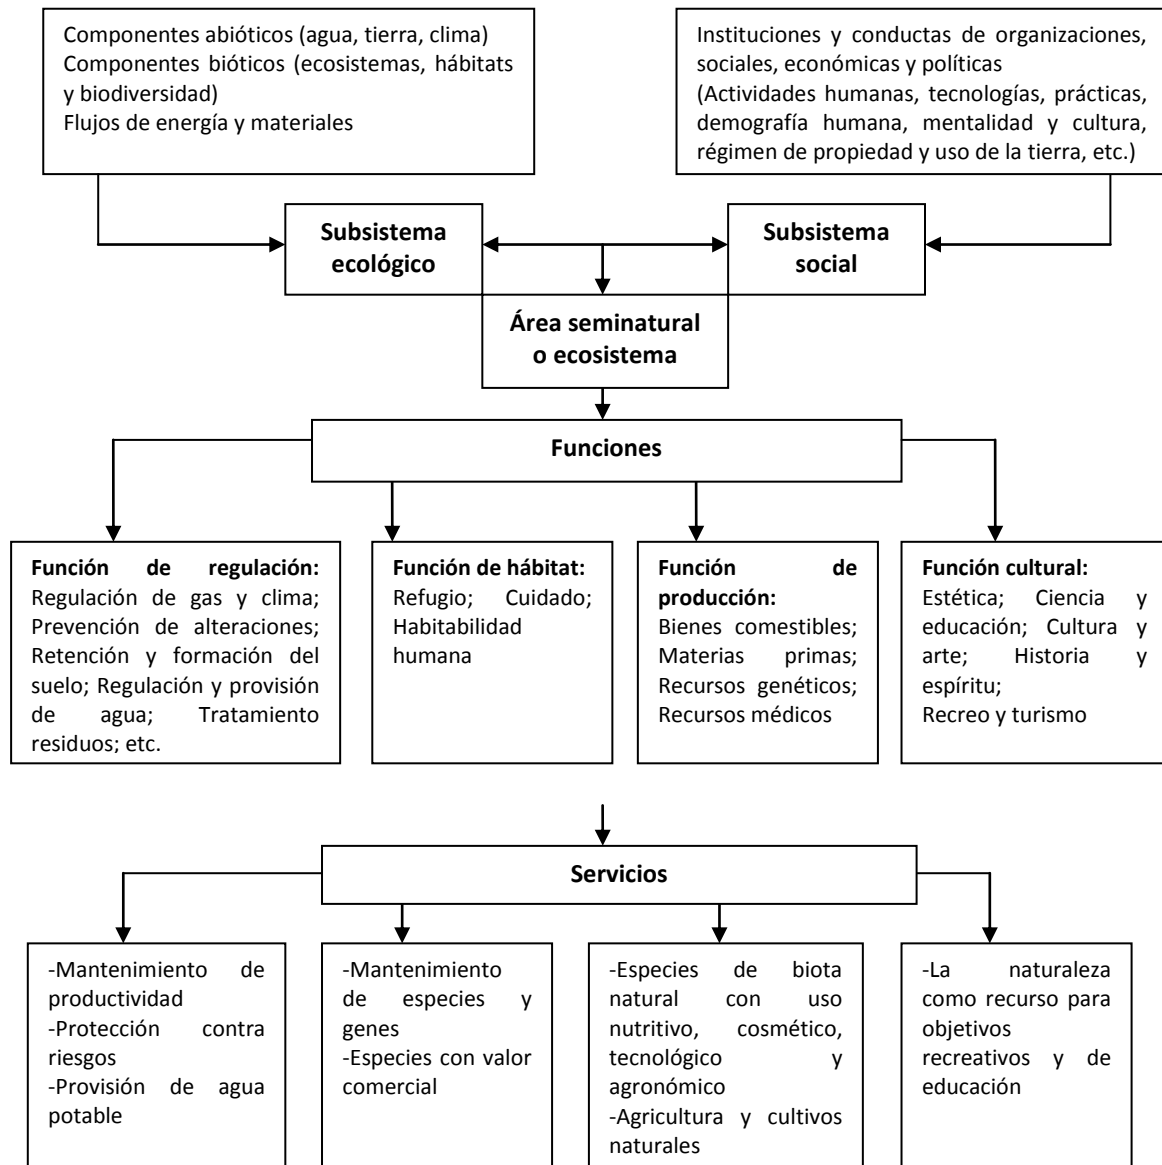 Componentes abióticos (agua, tierra, clima)
Componentes bióticos (ecosistemas, hábitats
y biodiversidad)
Flujos de energía y materiales
Instituciones y conductas de organizaciones,
sociales, económicas y políticas
(Actividades humanas, tecnologías, prácticas,
demografía humana, mentalidad y cultura,
régimen de propiedad y uso de la tierra, etc.)
Subsistema
ecológico
Subsistema
social
Área seminatural
o ecosistema
Funciones
Función de regulación:
Regulación de gas y clima;
Prevención de alteraciones;
Retención y formación del
suelo; Regulación y provisión
de agua; Tratamiento
residuos; etc.
Función de hábitat:
Refugio; Cuidado;
Habitabilidad
humana
Función de
producción:
Bienes comestibles;
Materias primas;
Recursos genéticos;
Recursos médicos
Función cultural:
Estética; Ciencia y
educación; Cultura y
arte; Historia y
espíritu;
Recreo y turismo
Servicios
-Mantenimiento de
productividad
-Protección contra
riesgos
-Provisión de agua
potable
-Mantenimiento
de especies y
genes
-Especies con valor
comercial
-Especies de biota
natural con uso
nutritivo, cosmético,
tecnológico y
agronómico
-Agricultura y cultivos
naturales
-La naturaleza
como recurso para
objetivos
recreativos y de
educación